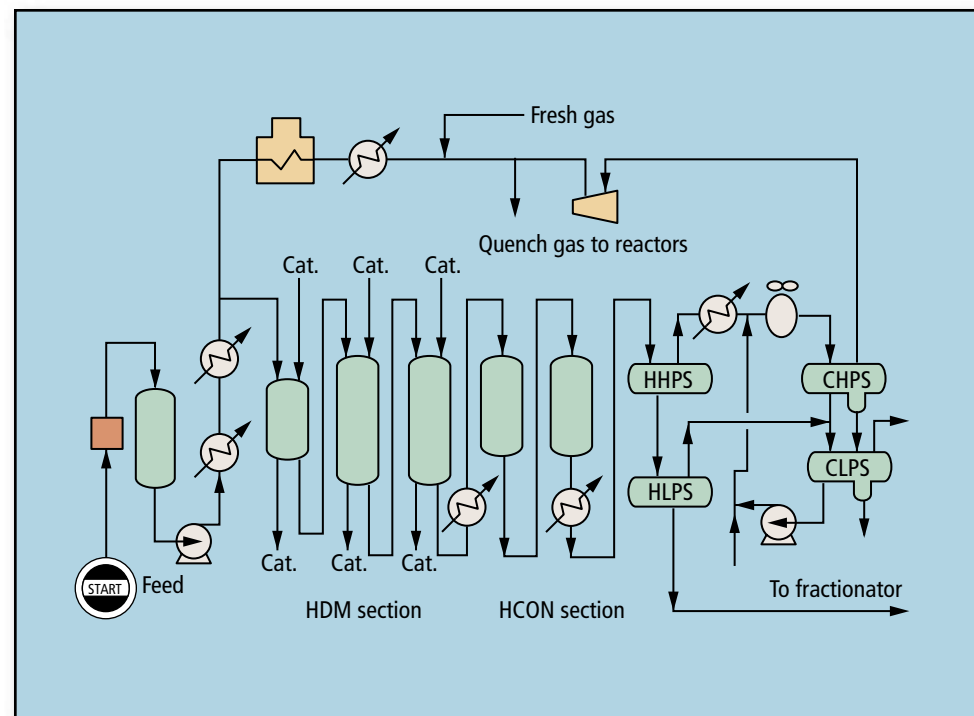 Fresh gas
Quench gas to reactors
Cat.
Cat.
Cat.
HHPS
CHPS
CLPS
HLPS
Cat.
Cat.
Cat.
START
Feed
To fractionator
HDM section
HCON section